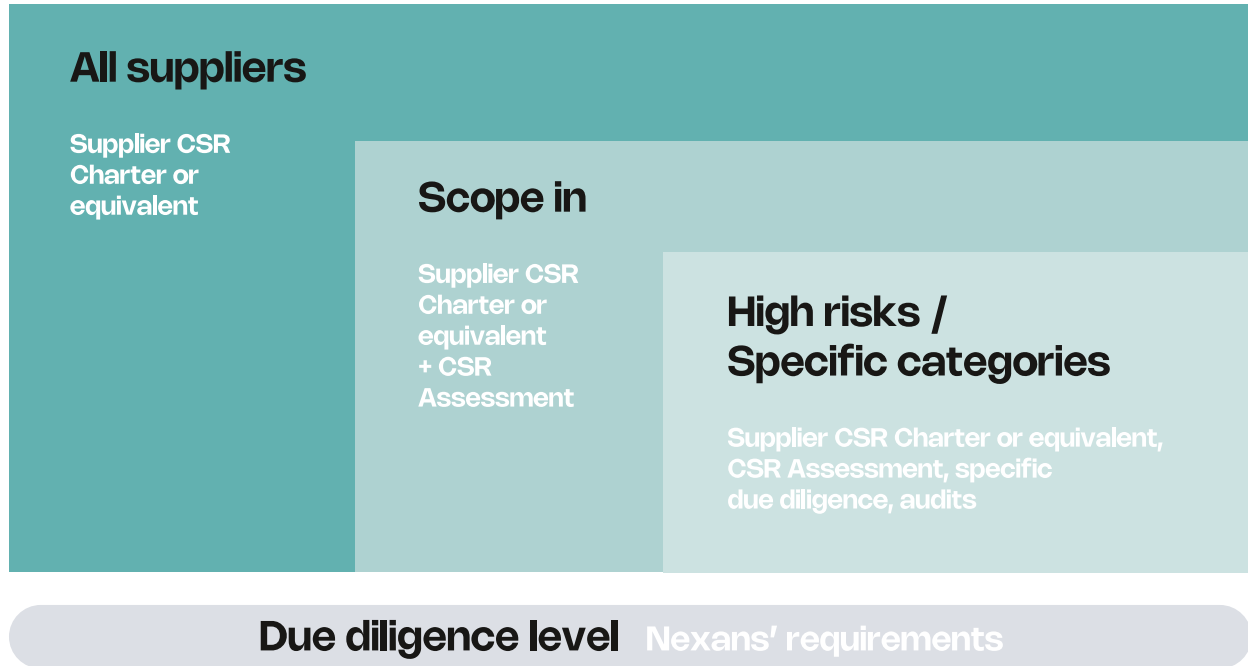 All suppliers
Supplier CSR
Charter or
equivalent
Scope in
Supplier CSR
Charter or
equivalent
+ CSR
Assessment
High risks /
Specific categories
Supplier CSR Charter or equivalent,
CSR Assessment, specific
due diligence, audits
Due diligence level Nexans’ requirements